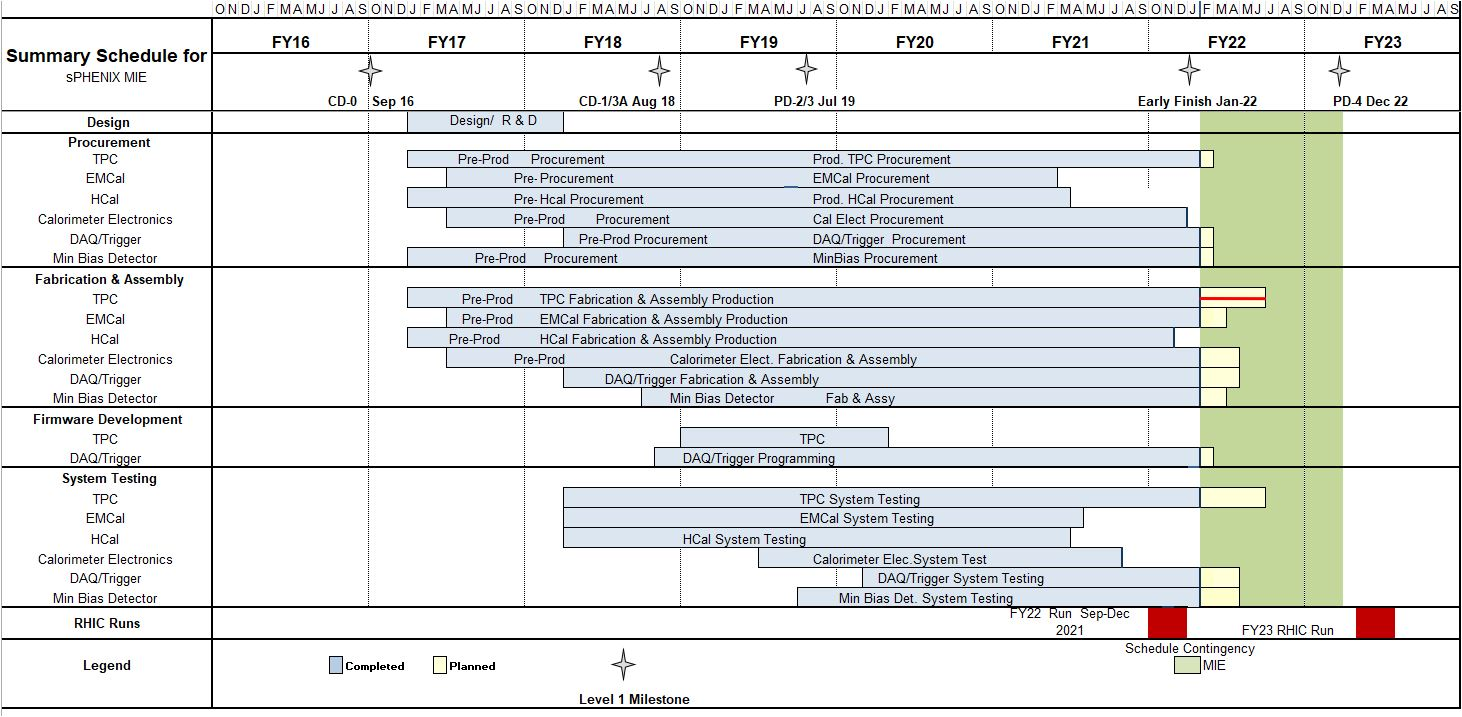 O N D J F M A M J J A S O N D J F M A M J J A S O N D J F M A M J J A S O N D J F M A M J J A S O N D J F M A M J J A S O N D J F M A M J J A S O N D J F M A M J J A S O N D J F M A M J J A S
Summary Schedule for
sPHENIX MIE
FY16 FY17 FY18 FY19 FY20 FY21 FY22 FY23
CD-0 Sep 16 CD-1/3A Aug 18 PD-2/3 Jul 19 Early Finish Jan-22 PD-4 Dec 22
Design Design/ R & D
Procurement
TPC Pre-Prod Procurement Prod. TPC Procurement
EMCal Pre- Procurement EMCal Procurement
HCal Pre- Hcal Procurement Prod. HCal Procurement
Calorimeter Electronics Pre-Prod Procurement Cal Elect Procurement
DAQ/Trigger Pre-Prod Procurement DAQ/Trigger Procurement
Min Bias Detector Pre-Prod Procurement MinBias Procurement
Fabrication & Assembly
TPC Pre-Prod TPC Fabrication & Assembly Production
EMCal Pre-Prod EMCal Fabrication & Assembly Production
HCal Pre-Prod HCal Fabrication & Assembly Production
Calorimeter Electronics Pre-Prod Calorimeter Elect. Fabrication & Assembly
DAQ/Trigger DAQ/Trigger Fabrication & Assembly
Min Bias Detector Min Bias Detector Fab & Assy
Firmware Development
TPC TPC
DAQ/Trigger DAQ/Trigger Programming
System Testing
TPC TPC System Testing
EMCal EMCal System Testing
HCal HCal System Testing
Calorimeter Electronics Calorimeter Elec.System Test
DAQ/Trigger DAQ/Trigger System Testing
Min Bias Detector Min Bias Det. System Testing
RHIC Runs FY22 Run Sep-Dec
2021 FY23 RHIC Run
Legend Completed Planned Schedule Contingency
MIE
Level 1 Milestone